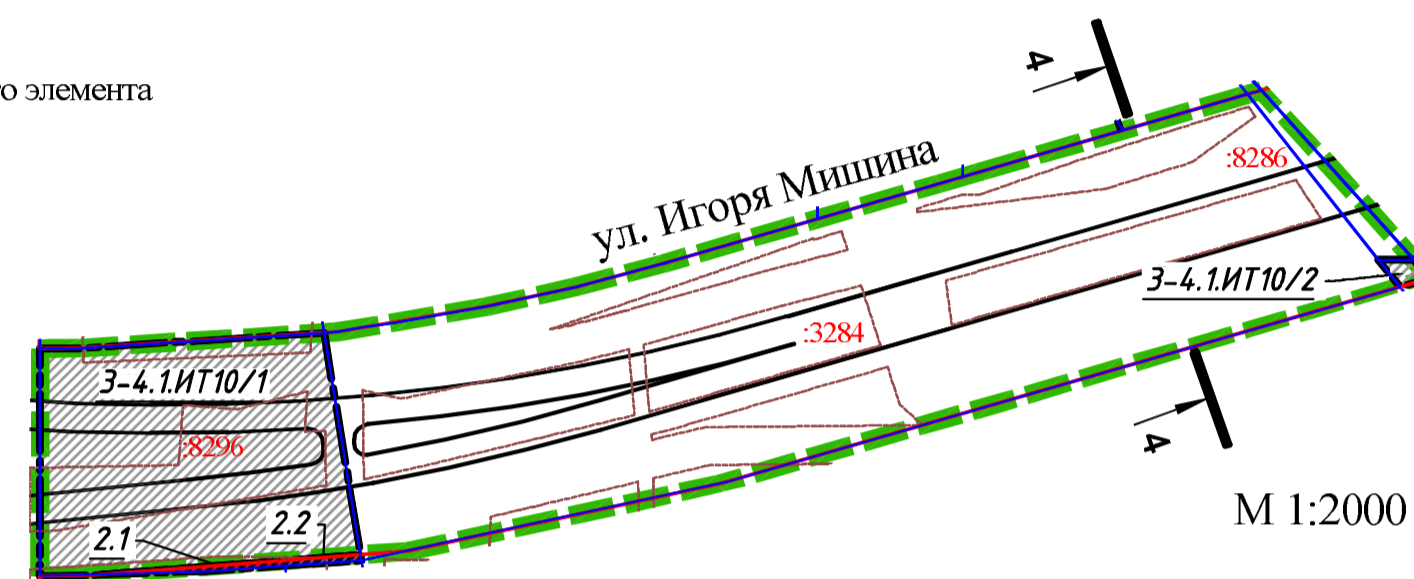 4
о элемента
ул. Игоря Мишина
:8286
3-4.1.ИТ10/2
:3284
3-4.1.ИТ10/1
:8296
4
М 1:2000
2.1
2.2